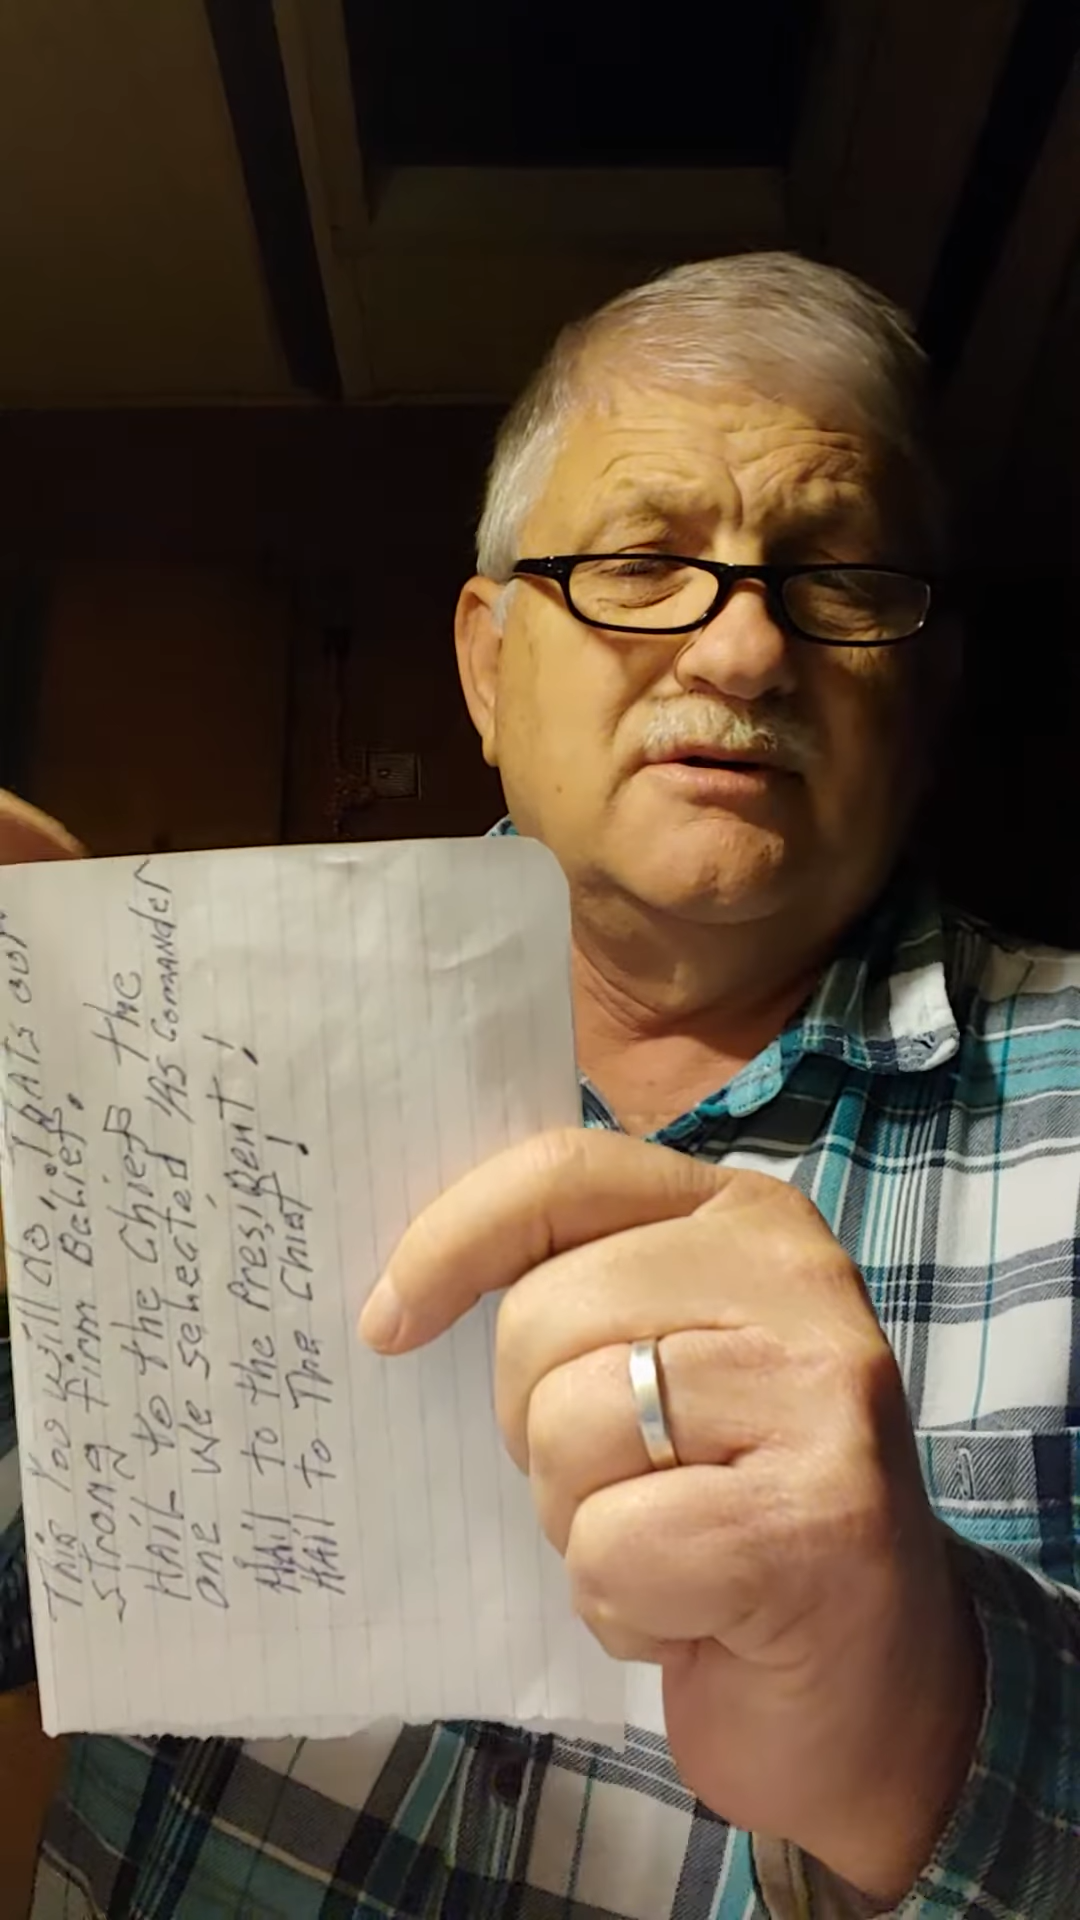 This You will do, Thats our
strong Firm Belief.
Hail to the Chief the
one we selected As Comander
Hail to the President!
Hail to The Chief!